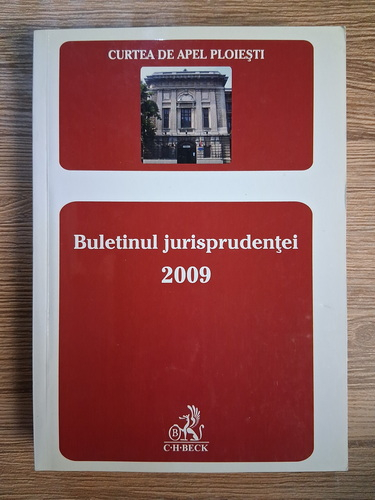 CURTEA DE APEL PLOIEŞTI
Buletinul jurisprudenţei
2009
B
C·H·BECK